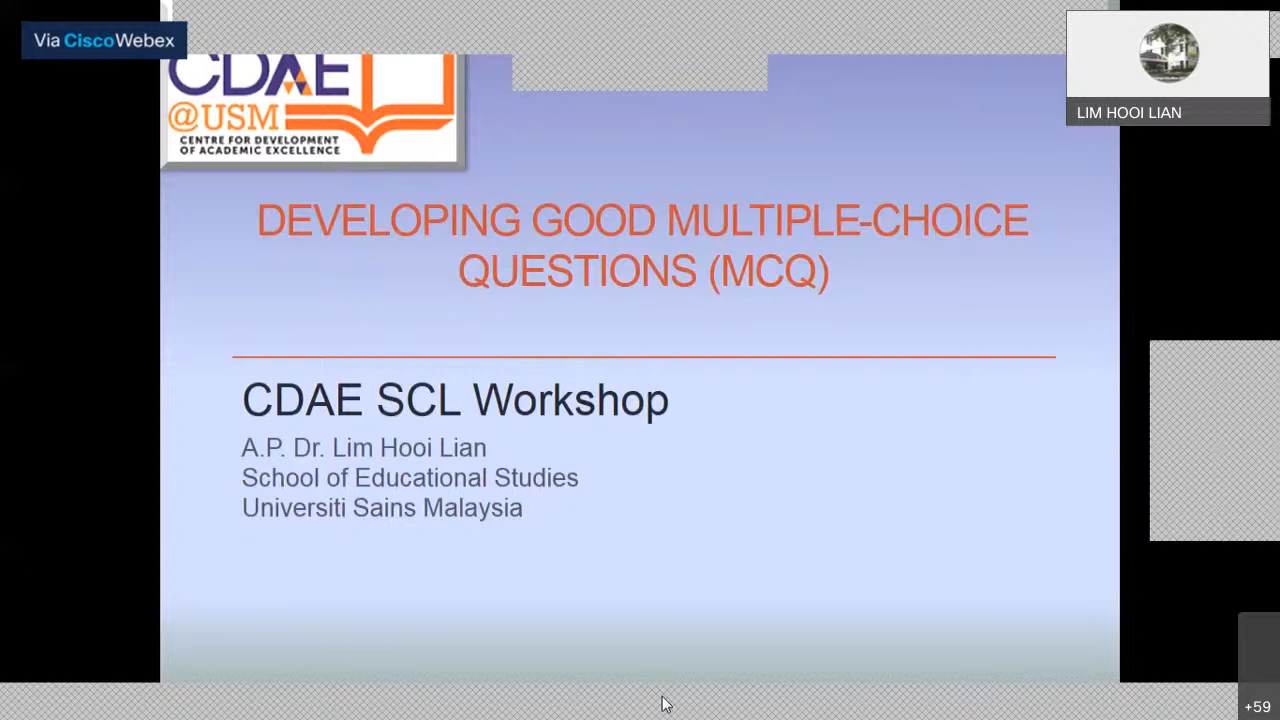 Via CiscoWebex
CDAE
@USM
CENTRE FOR DEVELOPMENT
OF ACADEMIC EXCELLENCE
LIM HOOI LIAN
DEVELOPING GOOD MULTIPLE-CHOICE
QUESTIONS (MCQ)
CDAE SCL Workshop
A.P. Dr. Lim Hooi Lian
School of Educational Studies
Universiti Sains Malaysia
+59